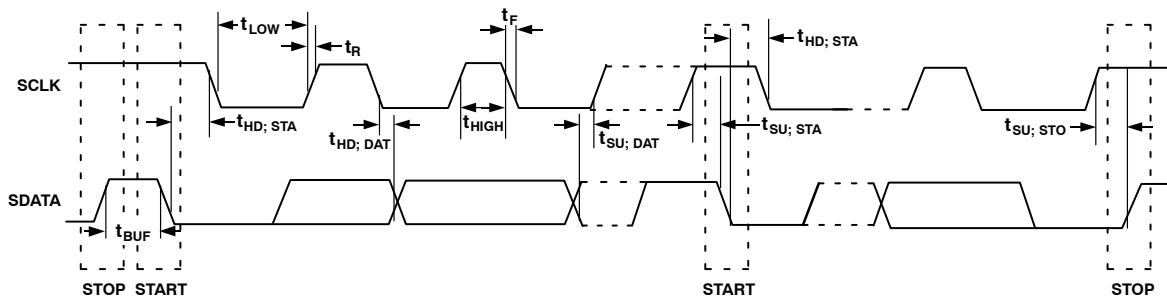 tF
tLOW
tR
tHD; STA
SCLK
tHD; STA
tHD; DAT
tHIGH
tSU; DAT
tSU; STA
tSU; STO
SDATA
tBUF
STOP START START STOP